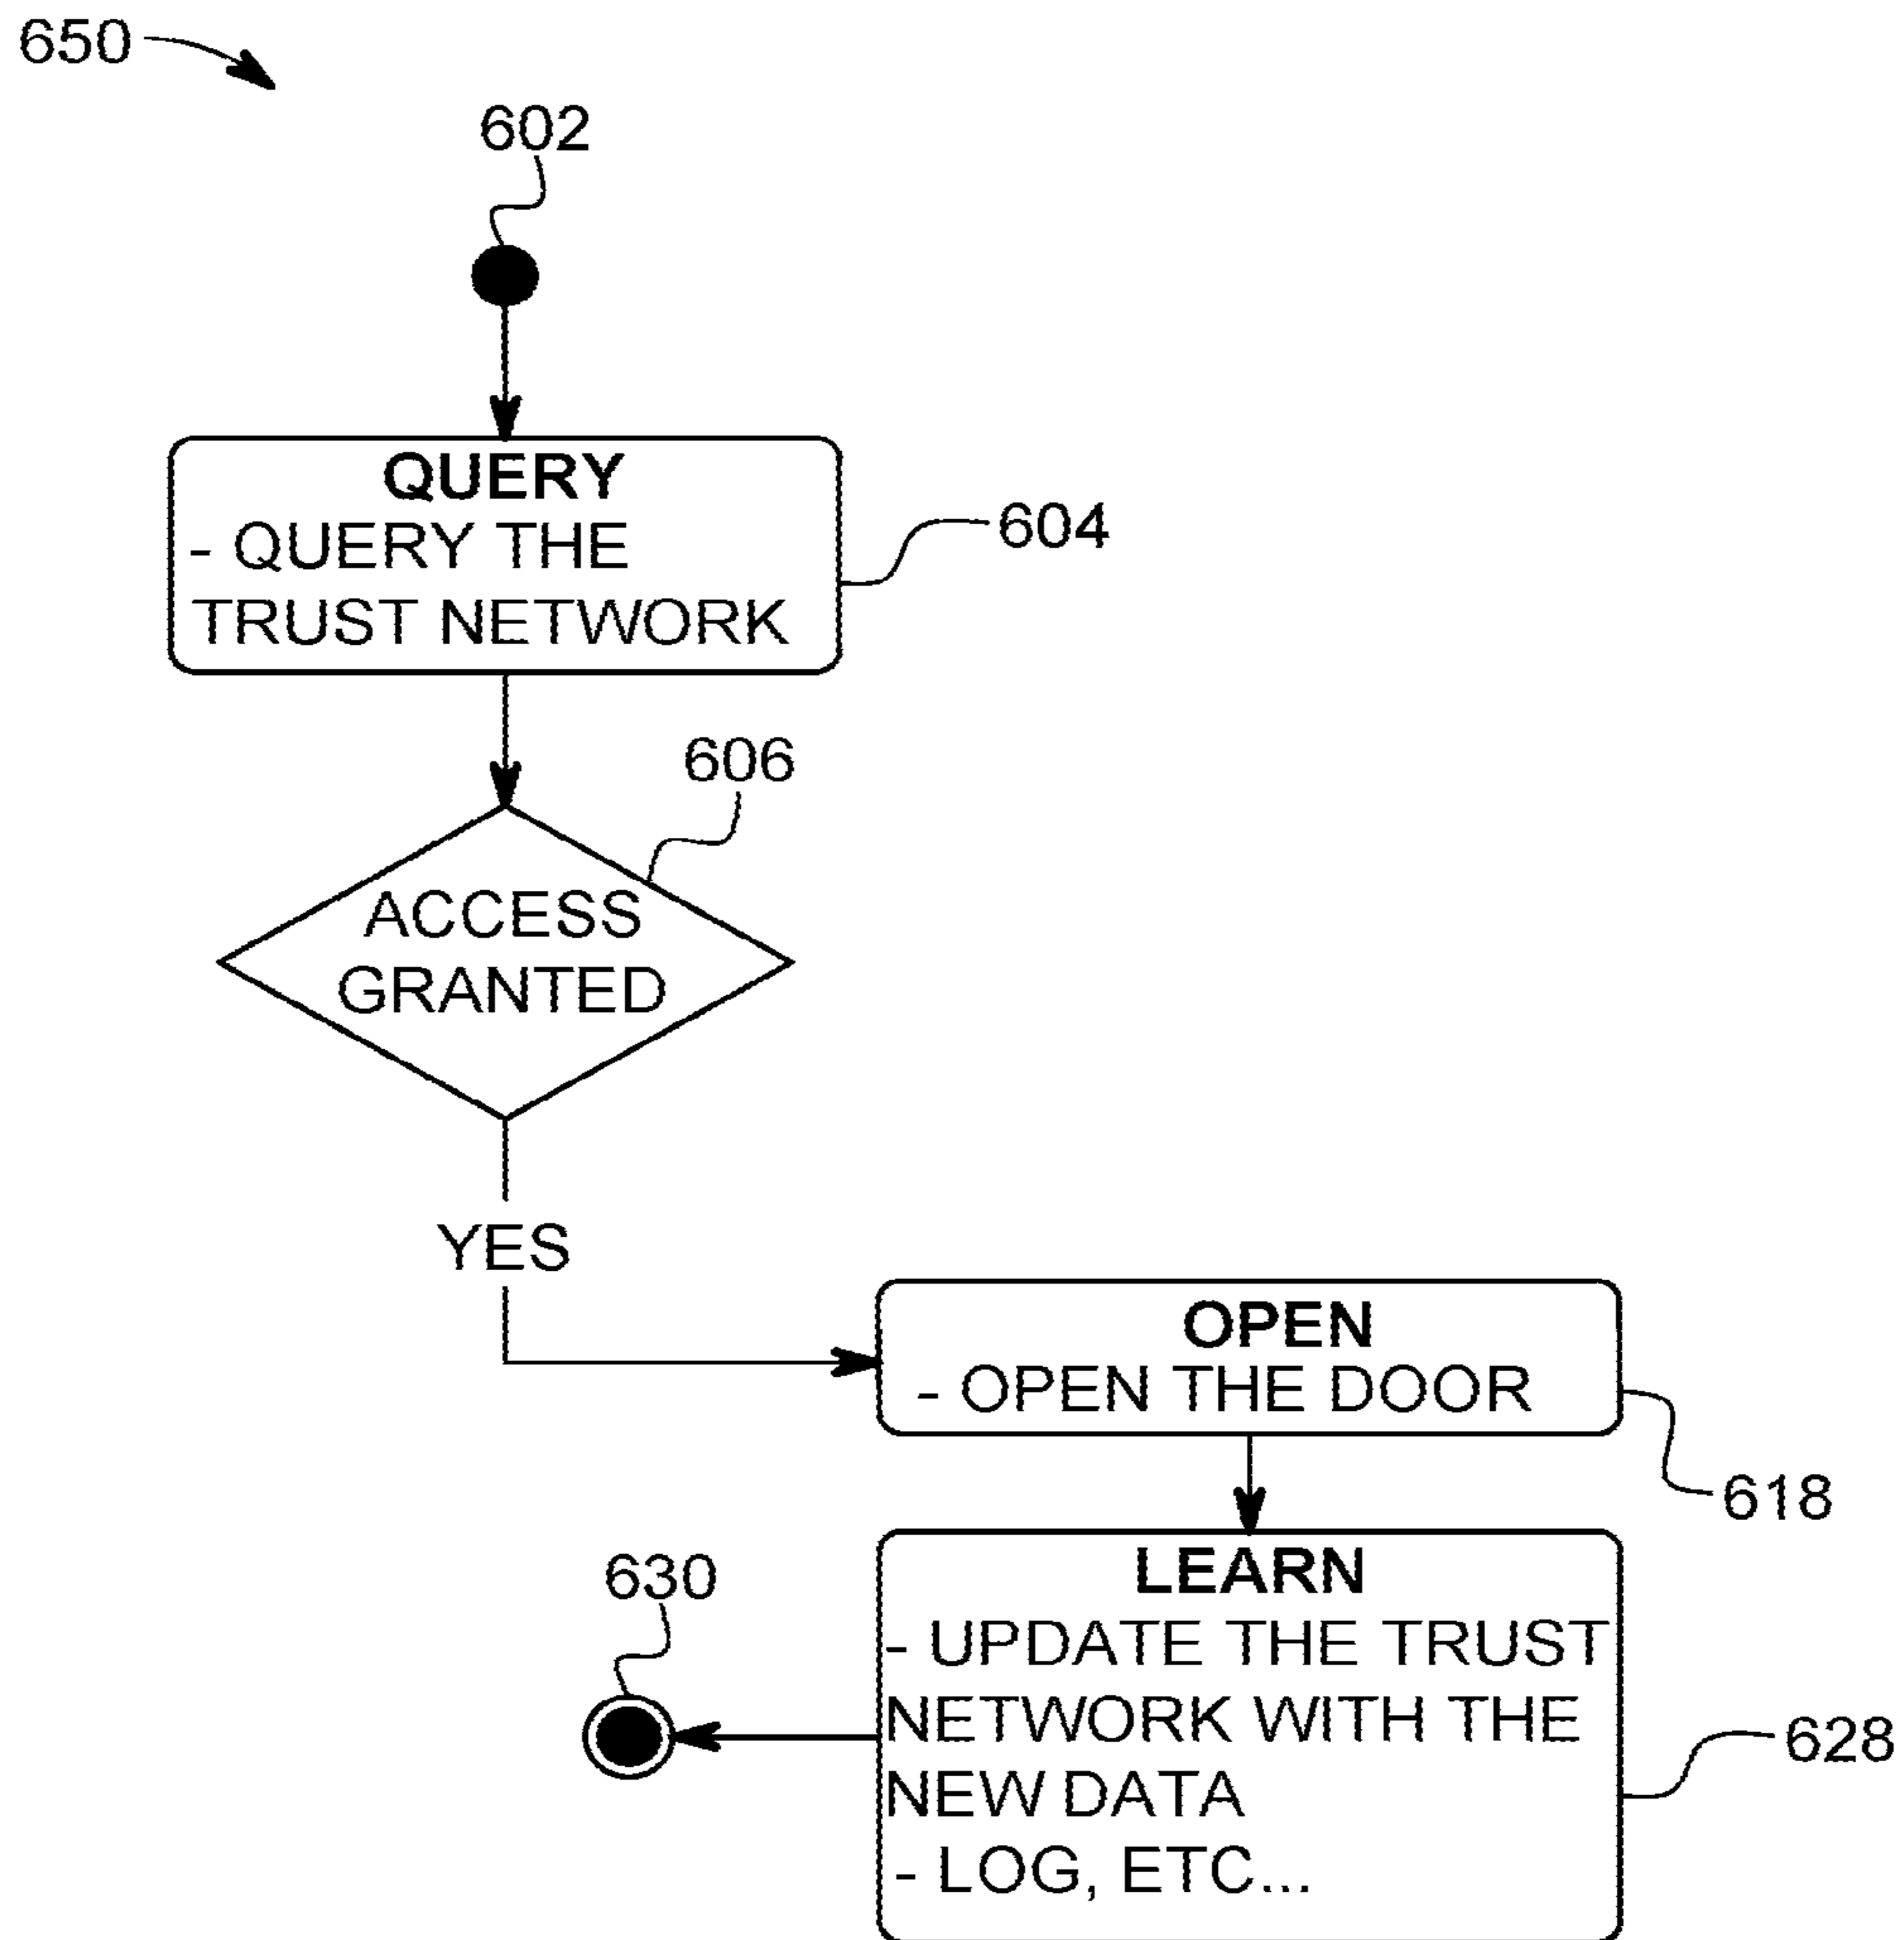 650
602
QUERY
- QUERY THE
TRUST NETWORK
604
606
ACCESS
GRANTED
YES
OPEN
- OPEN THE DOOR
618
630
LEARN
- UPDATE THE TRUST
NETWORK WITH THE
NEW DATA
- LOG, ETC...
628